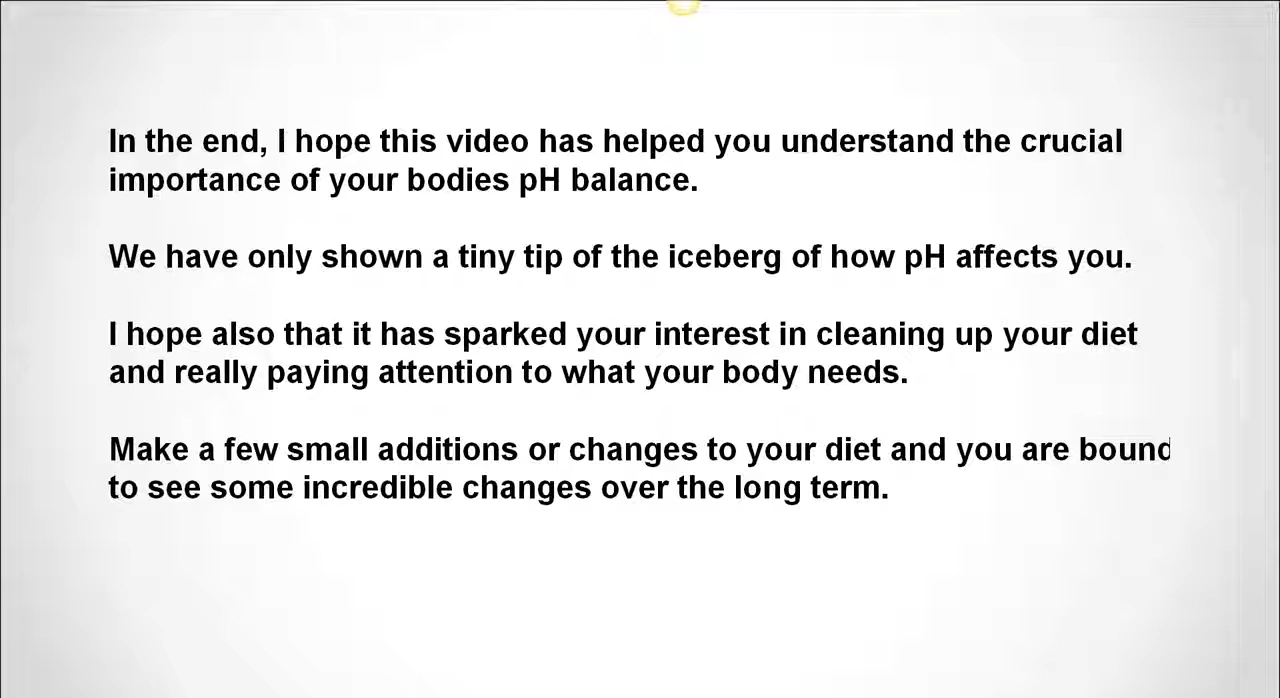 In the end, I hope this video has helped you understand the crucial
importance of your bodies pH balance.
We have only shown a tiny tip of the iceberg of how pH affects you.
I hope also that it has sparked your interest in cleaning up your diet
and really paying attention to what your body needs.
Make a few small additions or changes to your diet and you are bound
to see some incredible changes over the long term.